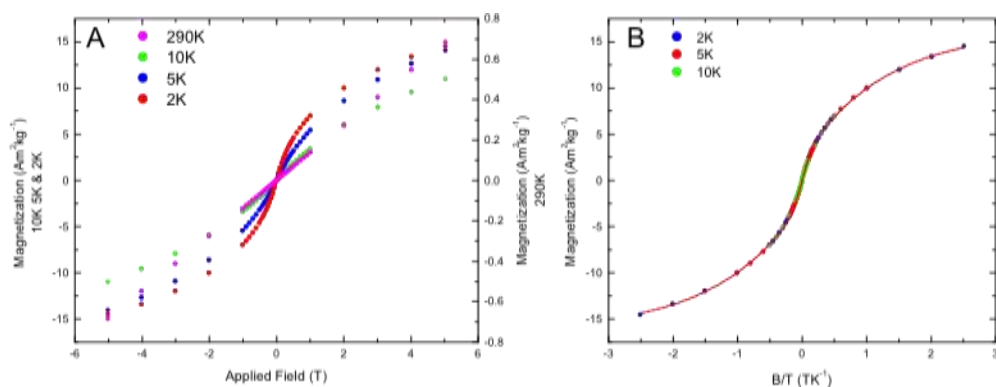 A
290K
10K
5K
2K
15
10
5
0
-5
-10
-15
Magnetization (Am²kg⁻¹)
10K 5K & 2K
0.8
0.6
0.4
0.2
0.0
-0.2
-0.4
-0.6
-0.8
Magnetization (Am²kg⁻¹)
290K
-6 -4 -2 0 2 4 6
Applied Field (T)
B
2K
5K
10K
15
10
5
0
-5
-10
-15
Magnetization (Am²kg⁻¹)
-3 -2 -1 0 1 2 3
B/T (TK⁻¹)